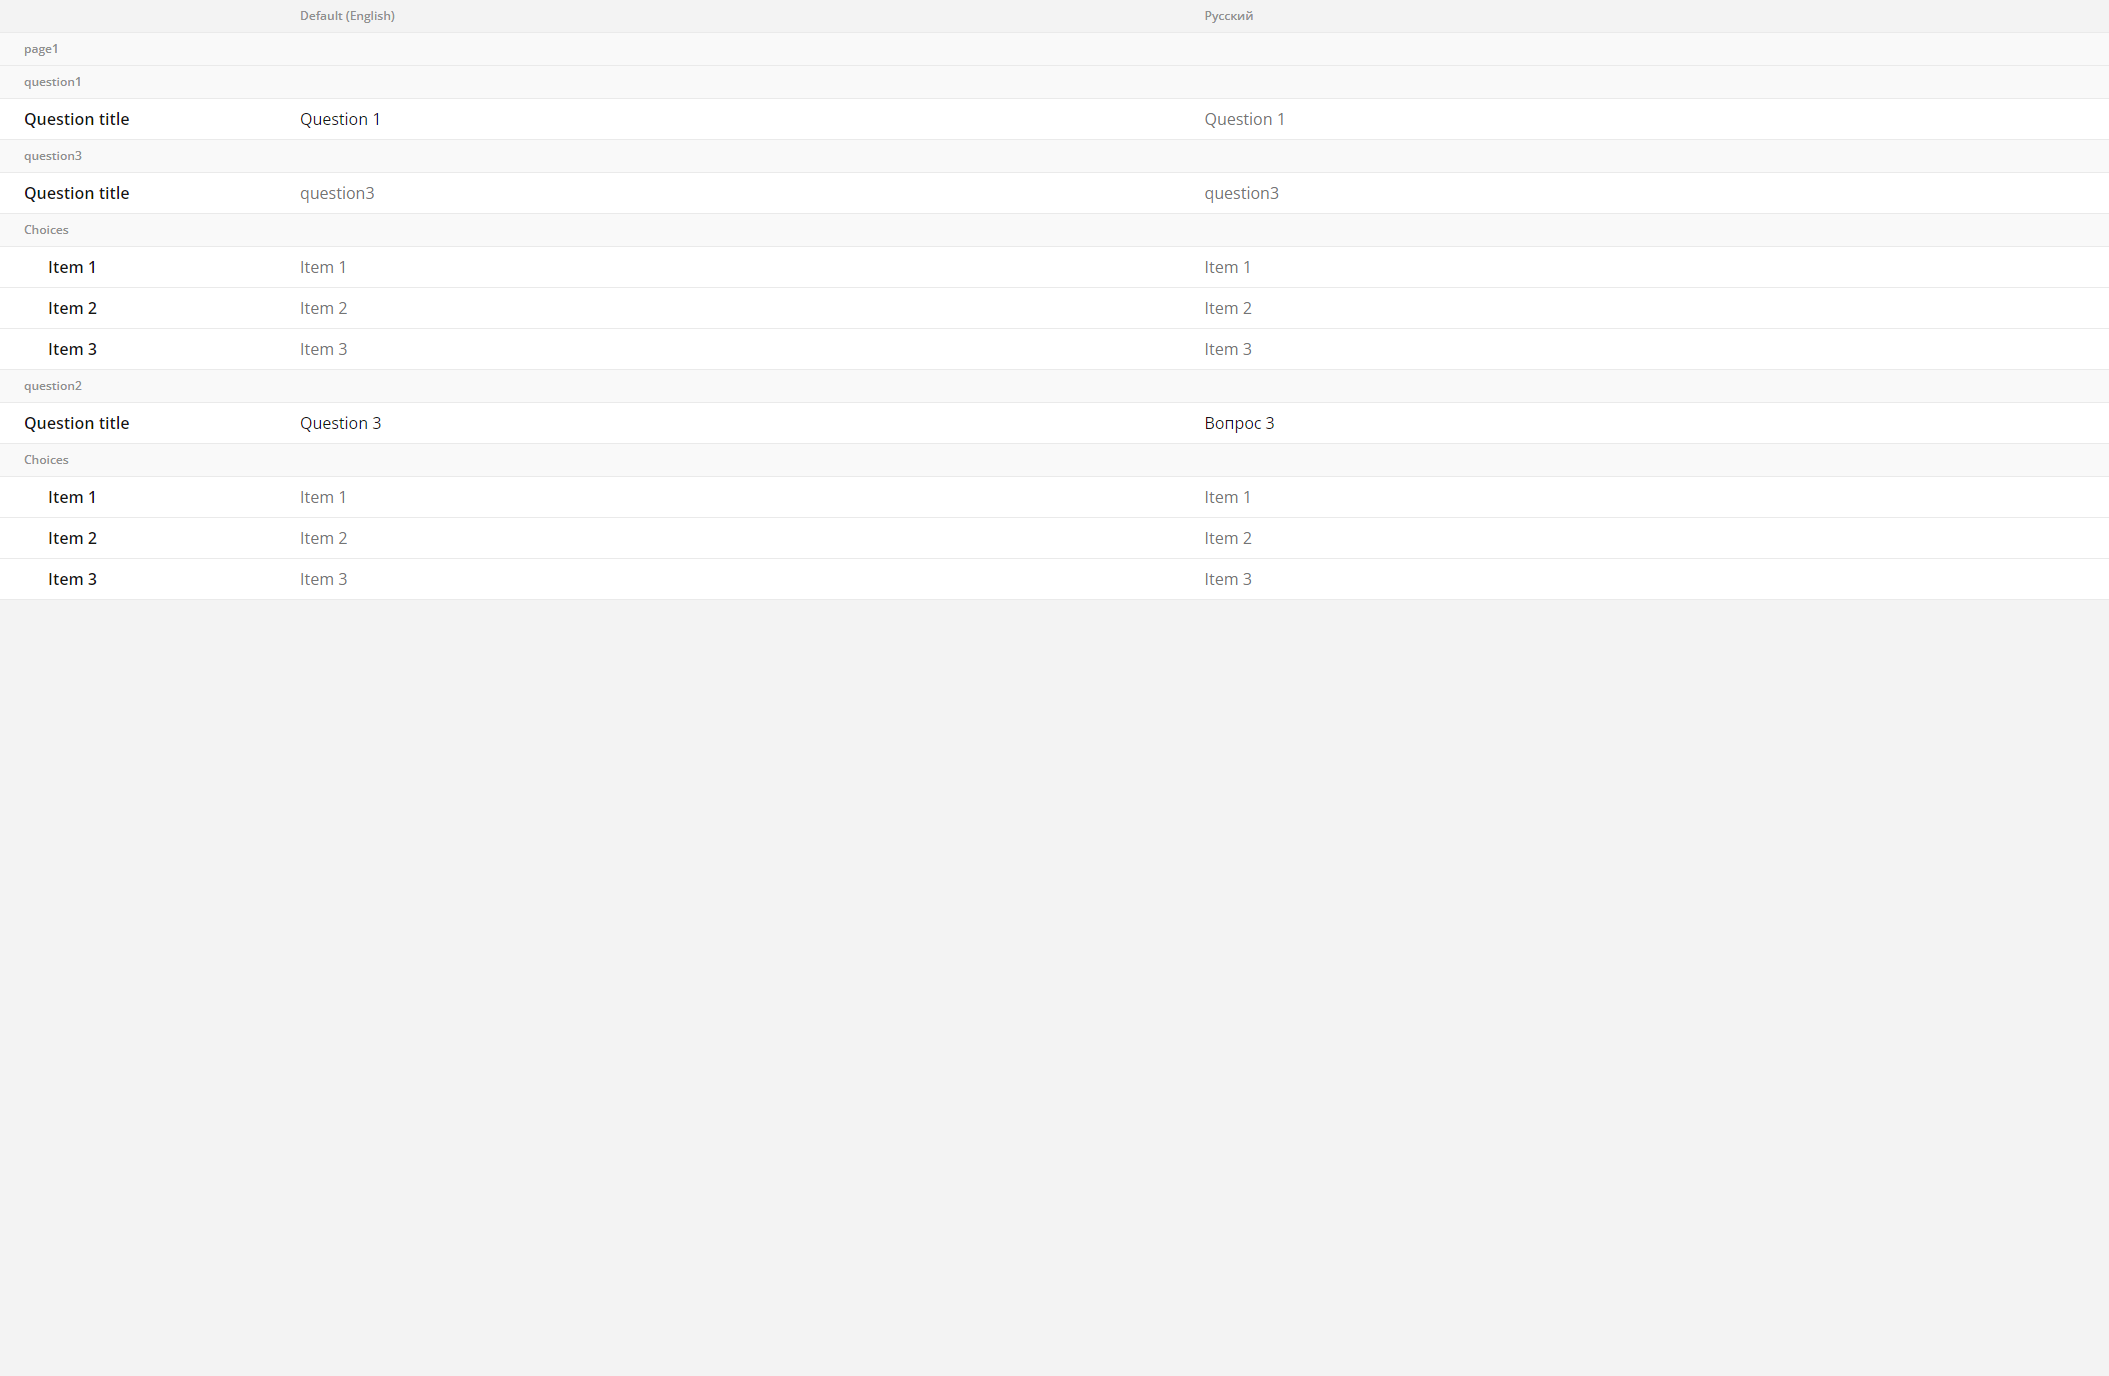 Default (English) Русский
page1
question1
Question title Question 1 Question 1
question3
Question title question3 question3
Choices
Item 1 Item 1 Item 1
Item 2 Item 2 Item 2
Item 3 Item 3 Item 3
question2
Question title Question 3 Вопрос 3
Choices
Item 1 Item 1 Item 1
Item 2 Item 2 Item 2
Item 3 Item 3 Item 3